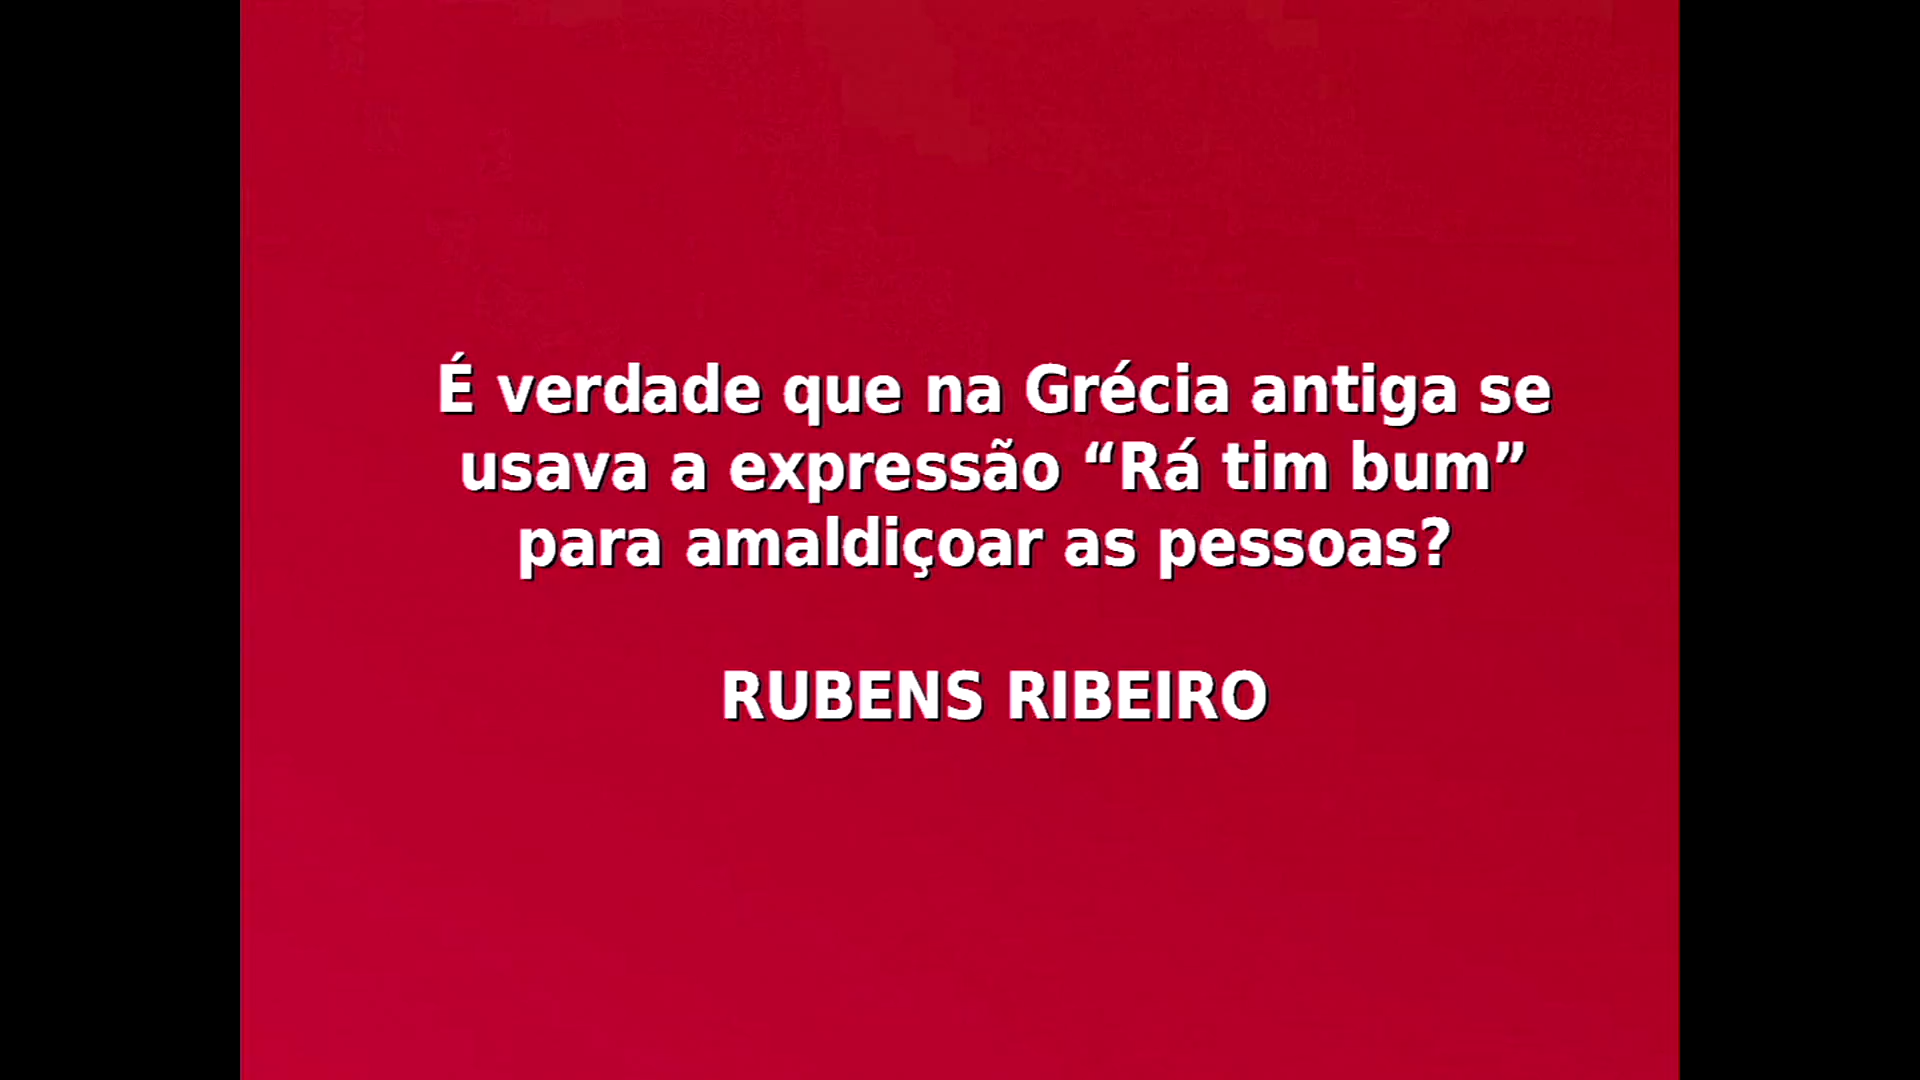 É verdade que na Grécia antiga se
usava a expressão “Rá tim bum”
para amaldiçoar as pessoas?
RUBENS RIBEIRO